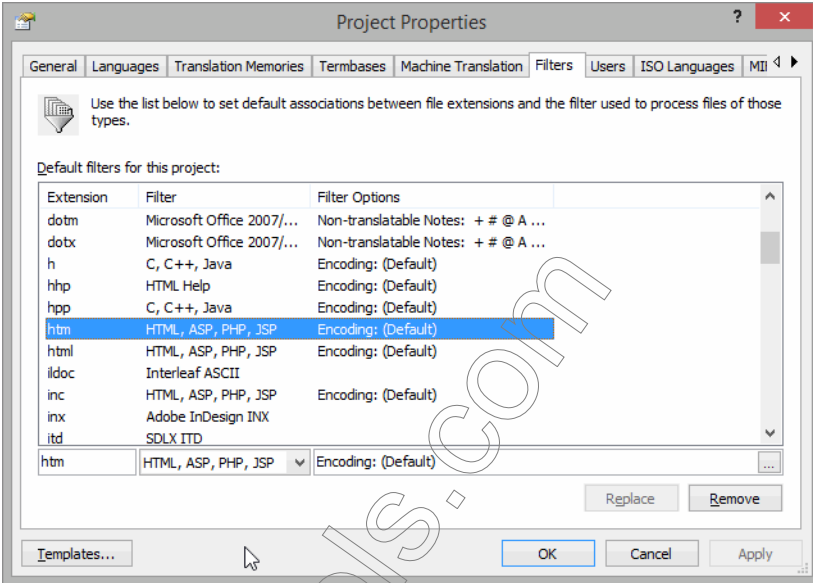 Project Properties
?
General Languages Translation Memories Termbases Machine Translation Filters Users ISO Languages
Use the list below to set default associations between file extensions and the filter used to process files of those
types.
Default filters for this project:
Extension Filter Filter Options
dotm Microsoft Office 2007/... Non-translatable Notes: + # @ A ...
dotx Microsoft Office 2007/... Non-translatable Notes: + # @ A ...
h C, C++, Java Encoding: (Default)
hhp HTML Help Encoding: (Default)
hpp C, C++, Java Encoding: (Default)
htm HTML, ASP, PHP, JSP Encoding: (Default)
html HTML, ASP, PHP, JSP Encoding: (Default)
ildoc Interleaf ASCII
inc HTML, ASP, PHP, JSP Encoding: (Default)
inx Adobe InDesign INX
itd SDLX ITD
htm HTML, ASP, PHP, JSP Encoding: (Default) ...
Replace Remove
Templates... OK Cancel Apply
ls.com